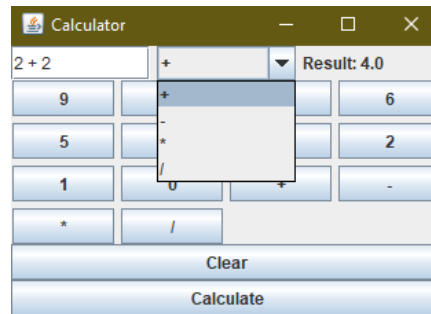 Calculator
2 + 2 + Result: 4.0
9 + 6
-
5 * 2
/
1 0 + -
* /
Clear
Calculate